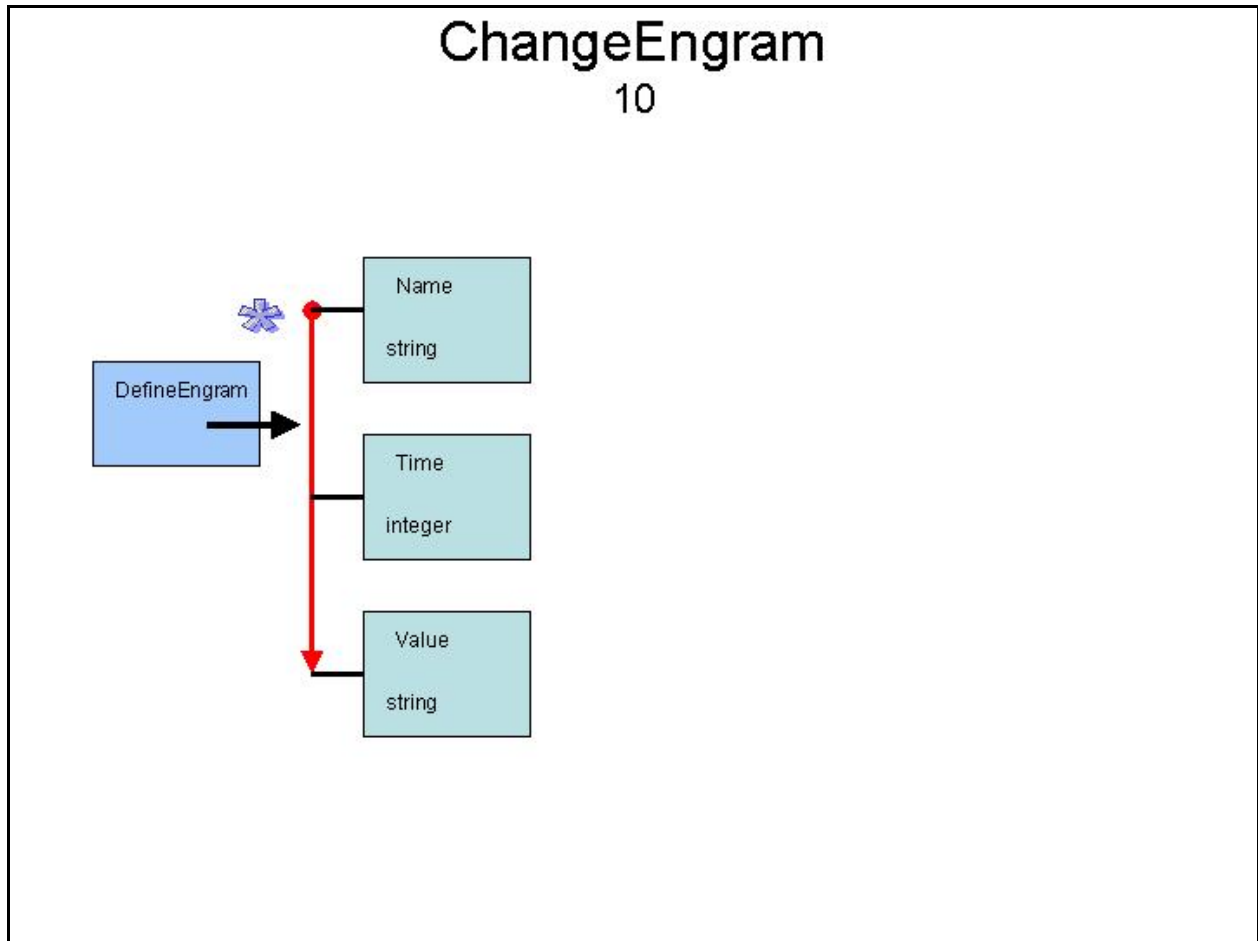 ChangeEngram
10
DefineEngram
Name
string
Time
integer
Value
string